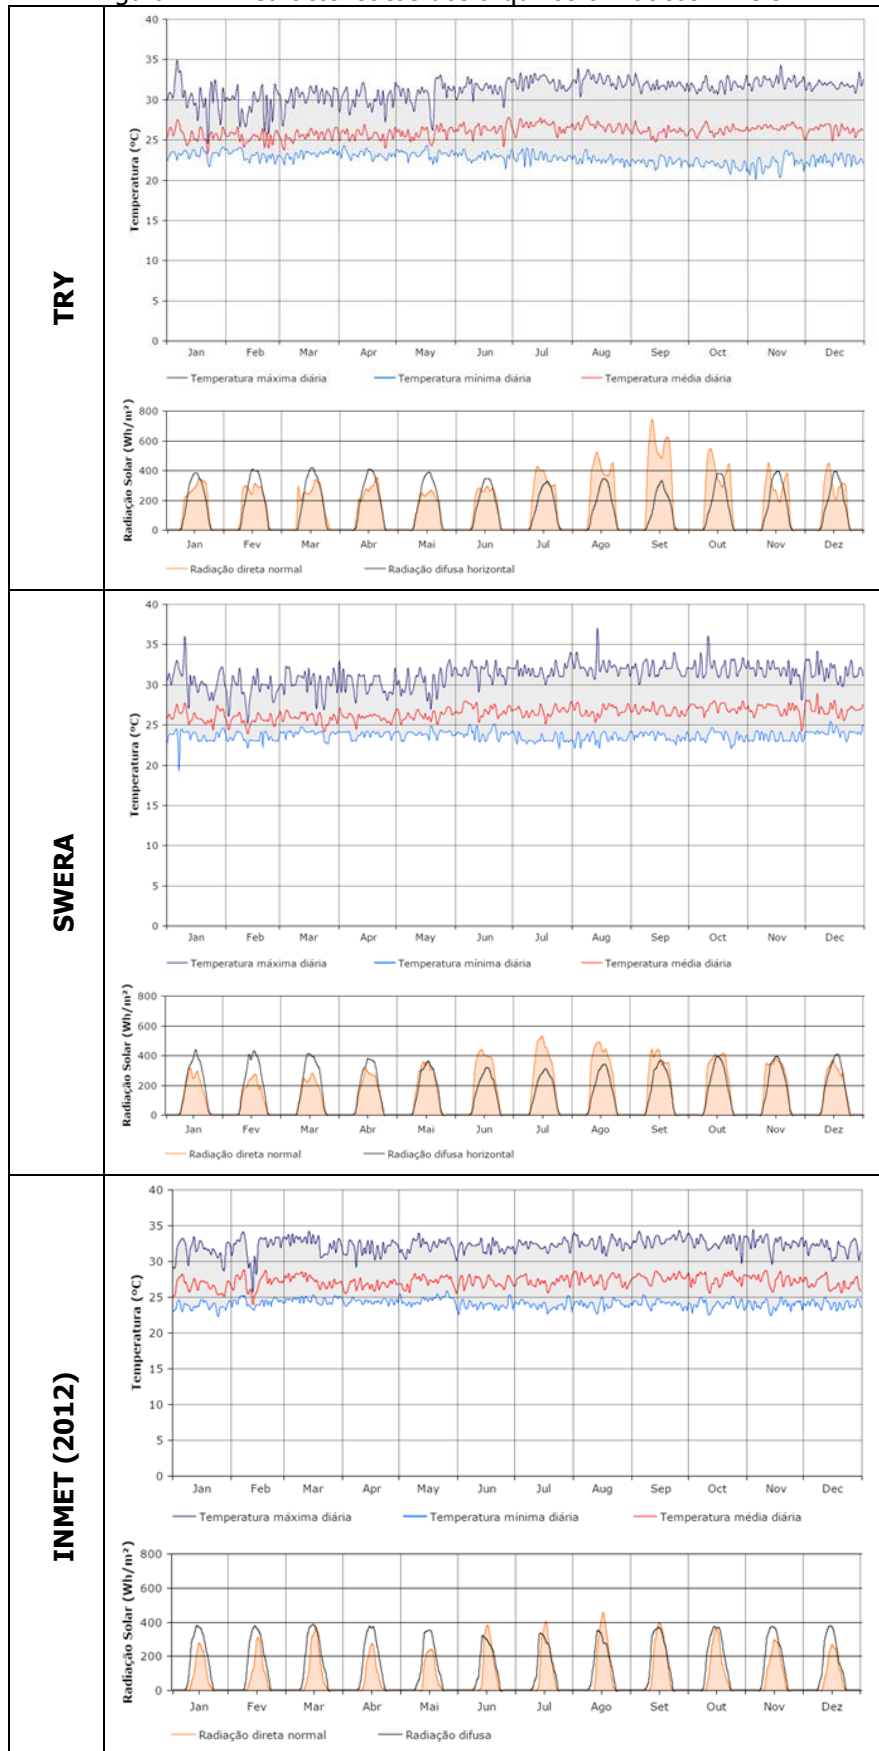 TRY
Temperatura (ºC)
40
35
30
25
20
15
10
5
0
Jan Feb Mar Apr May Jun Jul Aug Sep Oct Nov Dec
Temperatura máxima diária Temperatura mínima diária Temperatura média diária
Radiação Solar (Wh/m²)
800
600
400
200
0
Jan Fev Mar Abr Mai Jun Jul Ago Set Out Nov Dez
Radiação direta normal Radiação difusa horizontal
SWERA
Temperatura (ºC)
40
35
30
25
20
15
10
5
0
Jan Feb Mar Apr May Jun Jul Aug Sep Oct Nov Dec
Temperatura máxima diária Temperatura mínima diária Temperatura média diária
Radiação Solar (Wh/m²)
800
600
400
200
0
Jan Fev Mar Abr Mai Jun Jul Ago Set Out Nov Dez
Radiação direta normal Radiação difusa horizontal
INMET (2012)
Temperatura (ºC)
40
35
30
25
20
15
10
5
0
Jan Feb Mar Apr May Jun Jul Aug Sep Oct Nov Dec
Temperatura máxima diária Temperatura mínima diária Temperatura média diária
Radiação Solar (Wh/m²)
800
600
400
200
0
Jan Fev Mar Abr Mai Jun Jul Ago Set Out Nov Dez
Radiação direta normal Radiação difusa